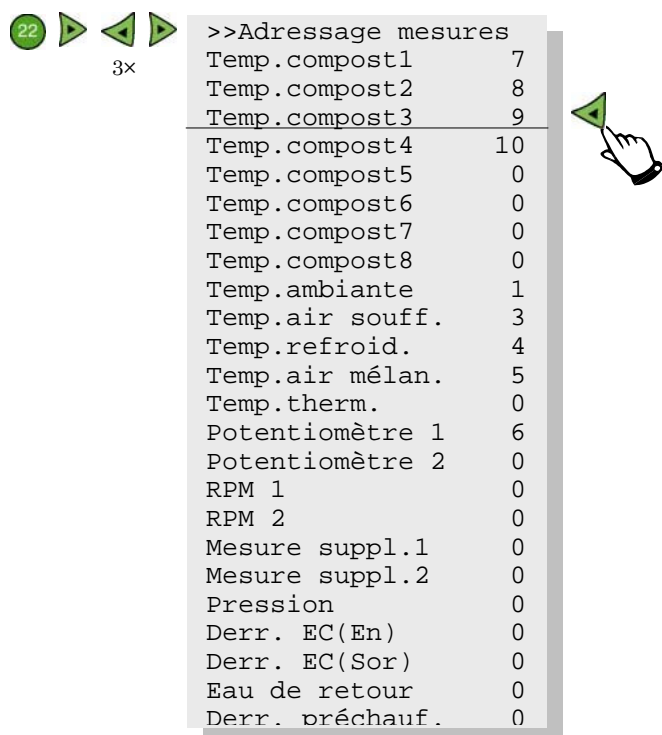 22
3×
>>Adressage mesures
Temp.compost1 7
Temp.compost2 8
Temp.compost3 9
Temp.compost4 10
Temp.compost5 0
Temp.compost6 0
Temp.compost7 0
Temp.compost8 0
Temp.ambiante 1
Temp.air souff. 3
Temp.refroid. 4
Temp.air mélan. 5
Temp.therm. 0
Potentiomètre 1 6
Potentiomètre 2 0
RPM 1 0
RPM 2 0
Mesure suppl.1 0
Mesure suppl.2 0
Pression 0
Derr. EC(En) 0
Derr. EC(Sor) 0
Eau de retour 0
Derr. préchauf. 0